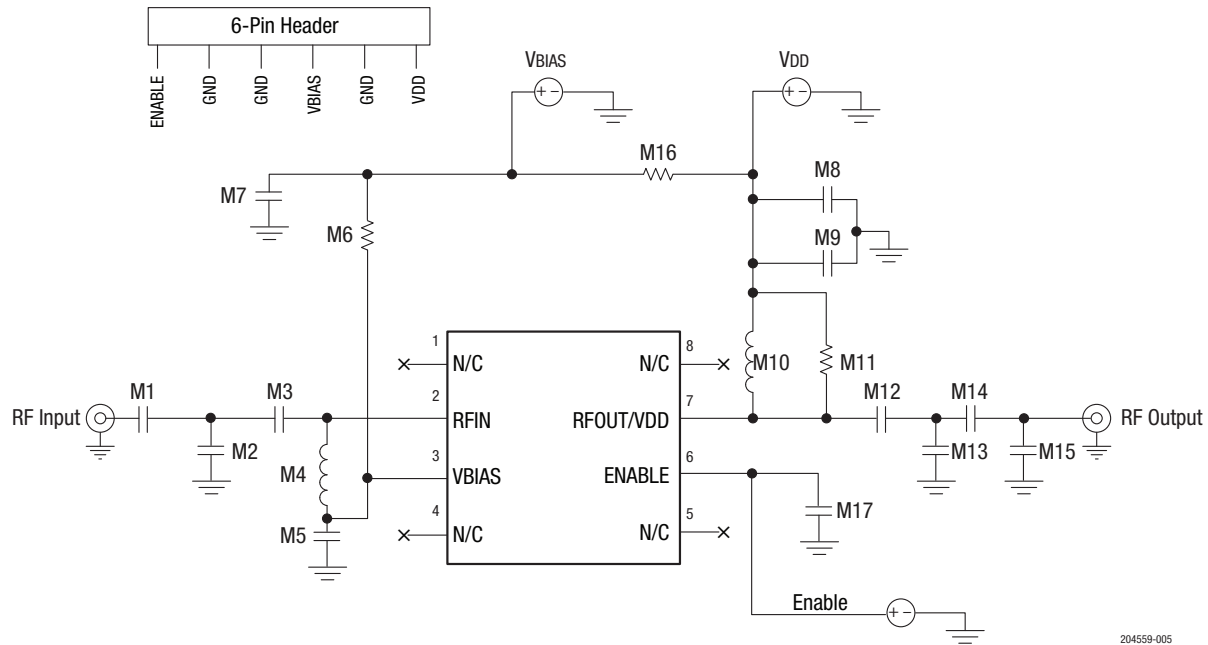 6-Pin Header
ENABLE
GND
GND
VBIAS
GND
VDD
VBIAS
VDD
M16
M7
M8
M6
M9
1
N/C
8
N/C
M10
M11
RF Input
M1
M3
2
RFIN
RFOUT/VDD
7
M12
M14
RF Output
M2
M4
3
VBIAS
ENABLE
6
M13
M15
M5
4
N/C
N/C
5
M17
Enable
204559-005